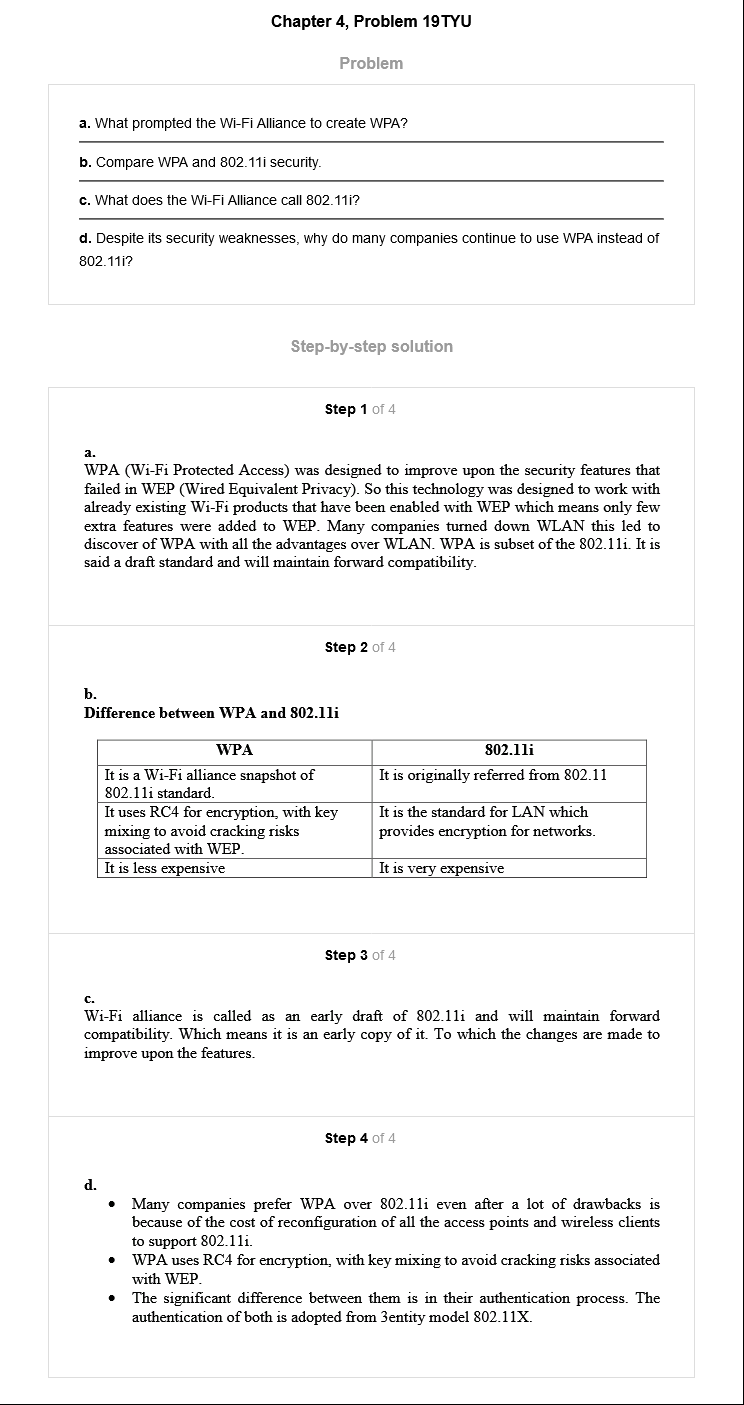 Chapter 4, Problem 19TYU
Problem
a. What prompted the Wi-Fi Alliance to create WPA?
b. Compare WPA and 802.11i security.
c. What does the Wi-Fi Alliance call 802.11i?
d. Despite its security weaknesses, why do many companies continue to use WPA instead of
802.11i?
Step-by-step solution
Step 1 of 4
a.
WPA (Wi-Fi Protected Access) was designed to improve upon the security features that
failed in WEP (Wired Equivalent Privacy). So this technology was designed to work with
already existing Wi-Fi products that have been enabled with WEP which means only few
extra features were added to WEP. Many companies turned down WLAN this led to
discover of WPA with all the advantages over WLAN. WPA is subset of the 802.11i. It is
said a draft standard and will maintain forward compatibility.
Step 2 of 4
b.
Difference between WPA and 802.11i
WPA 802.11i
It is a Wi-Fi alliance snapshot of It is originally referred from 802.11
802.11i standard.
It uses RC4 for encryption, with key It is the standard for LAN which
mixing to avoid cracking risks provides encryption for networks.
associated with WEP.
It is less expensive It is very expensive
Step 3 of 4
c.
Wi-Fi alliance is called as an early draft of 802.11i and will maintain forward
compatibility. Which means it is an early copy of it. To which the changes are made to
improve upon the features.
Step 4 of 4
d.
• Many companies prefer WPA over 802.11i even after a lot of drawbacks is
because of the cost of reconfiguration of all the access points and wireless clients
to support 802.11i.
• WPA uses RC4 for encryption, with key mixing to avoid cracking risks associated
with WEP.
• The significant difference between them is in their authentication process. The
authentication of both is adopted from 3entity model 802.11X.